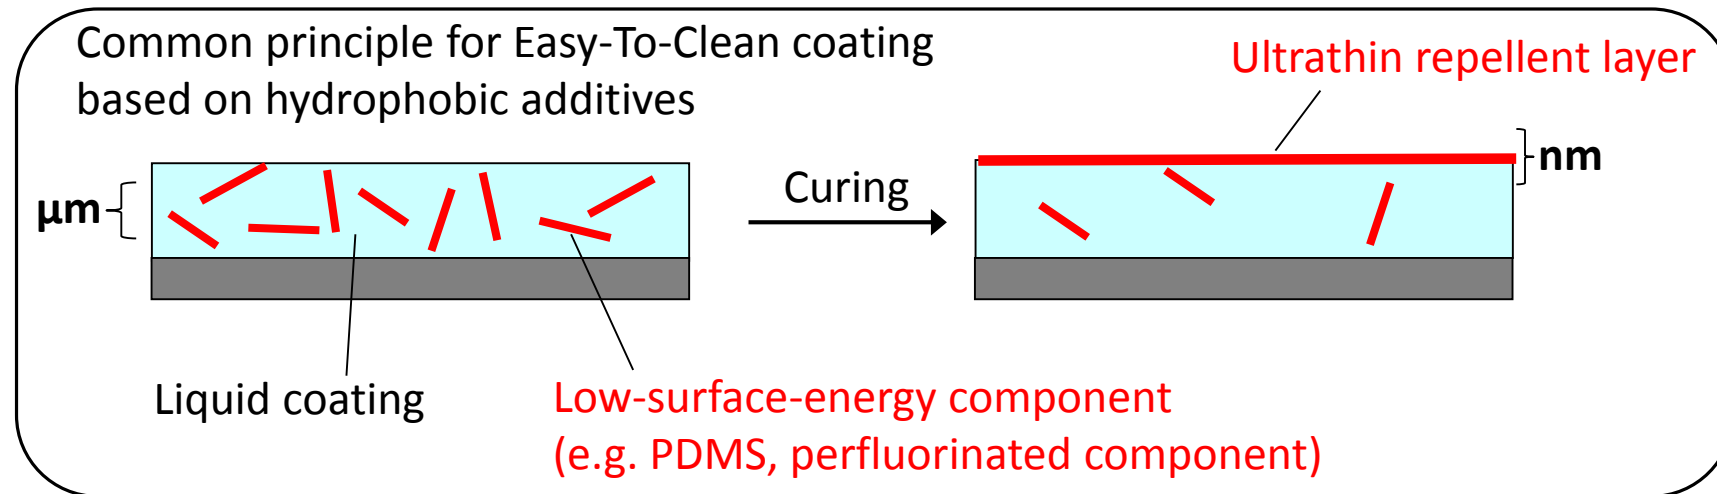 Common principle for Easy-To-Clean coating
based on hydrophobic additives
Ultrathin repellent layer
µm
Curing
nm
Liquid coating
Low-surface-energy component
(e.g. PDMS, perfluorinated component)